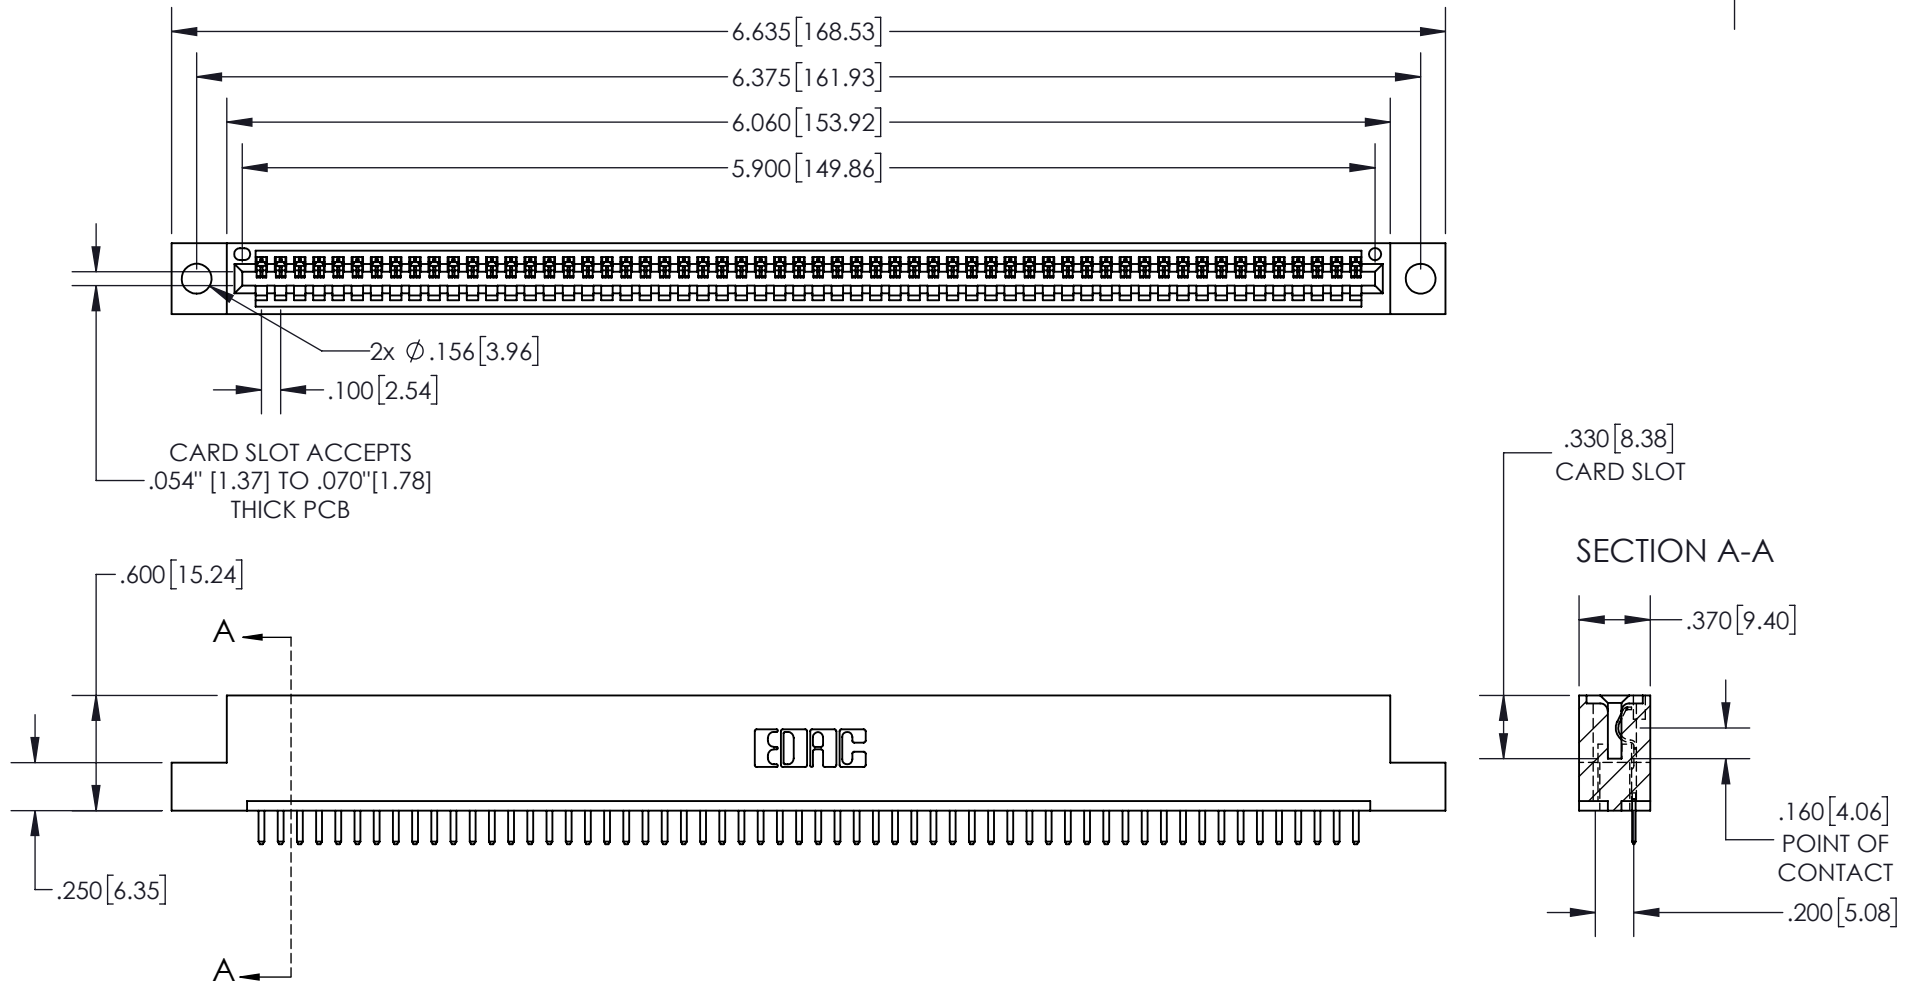 6.635[168.53]
6.375[161.93]
6.060[153.92]
5.900[149.86]
2x ⌀.156[3.96]
.100[2.54]
CARD SLOT ACCEPTS
.054" [1.37] TO .070"[1.78]
THICK PCB
.330[8.38]
CARD SLOT
SECTION A-A
.600[15.24]
A
.370[9.40]
EDAC
.160[4.06]
POINT OF
CONTACT
.250[6.35]
.200[5.08]
A